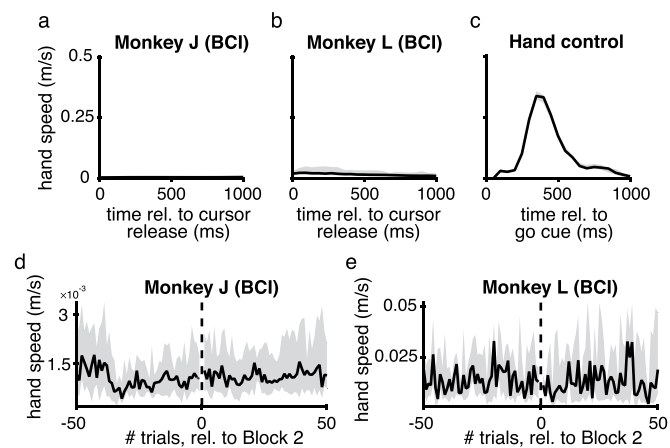 a
Monkey J (BCI)
b
Monkey L (BCI)
c
Hand control
hand speed (m/s)
0.5
0.25
0
0 500 1000
time rel. to cursor
release (ms)
0 500 1000
time rel. to cursor
release (ms)
0 500 1000
time rel. to
go cue (ms)
d
Monkey J (BCI)
hand speed (m/s)
×10⁻³
3
1.5
-50 0 50
# trials, rel. to Block 2
e
Monkey L (BCI)
hand speed (m/s)
0.05
0.025
-50 0 50
# trials, rel. to Block 2